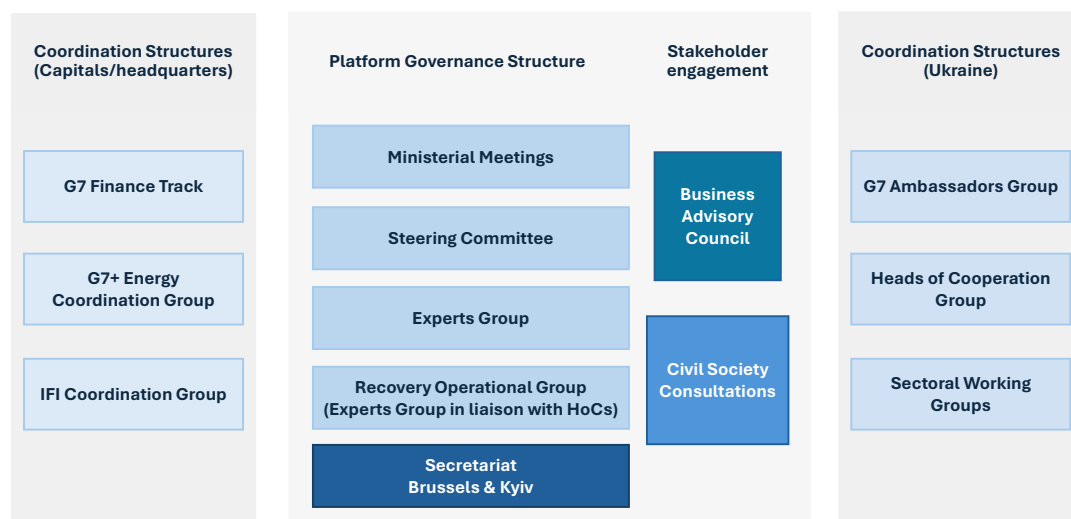 Coordination Structures
(Capitals/headquarters)
G7 Finance Track
G7+ Energy
Coordination Group
IFI Coordination Group
Platform Governance Structure
Ministerial Meetings
Steering Committee
Experts Group
Recovery Operational Group
(Experts Group in liaison with HoCs)
Secretariat
Brussels & Kyiv
Stakeholder
engagement
Business
Advisory
Council
Civil Society
Consultations
Coordination Structures
(Ukraine)
G7 Ambassadors Group
Heads of Cooperation
Group
Sectoral Working
Groups